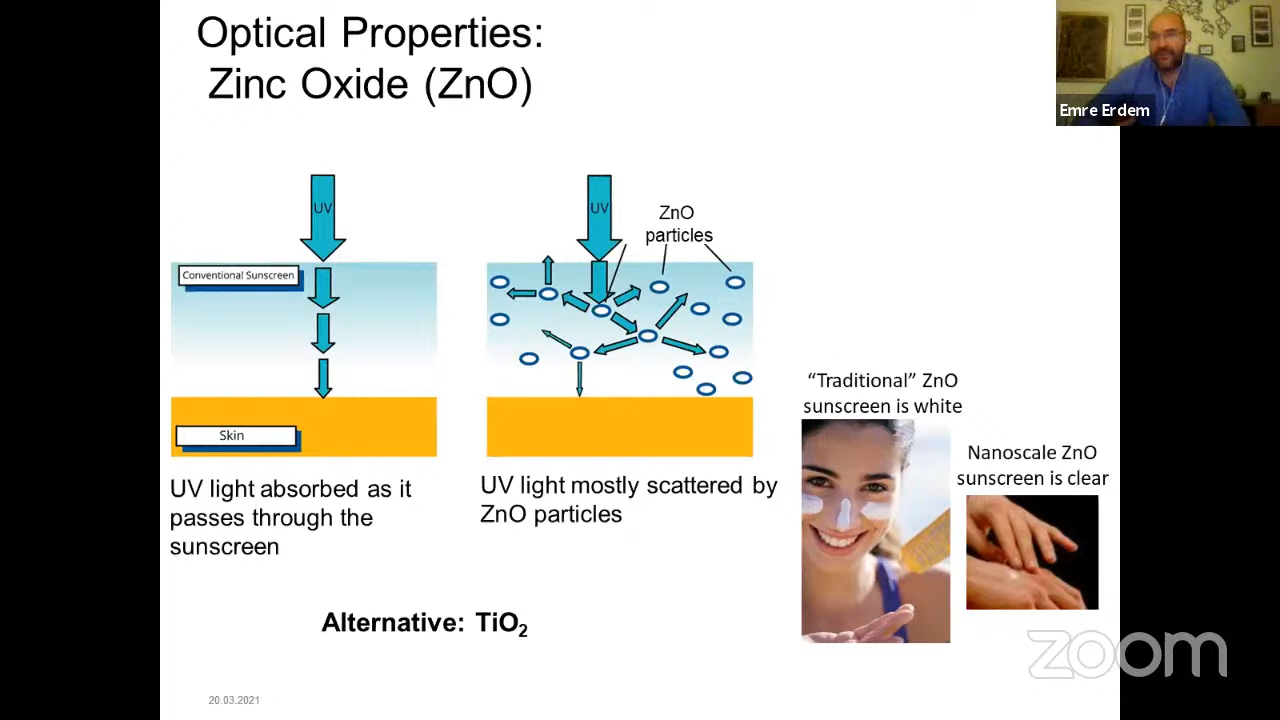 Optical Properties:
Zinc Oxide (ZnO)
Emre Erdem
UV
Conventional Sunscreen
Skin
UV light absorbed as it
passes through the
sunscreen
UV
ZnO
particles
UV light mostly scattered by
ZnO particles
“Traditional” ZnO
sunscreen is white
Nanoscale ZnO
sunscreen is clear
Alternative: TiO₂
zoom
20.03.2021